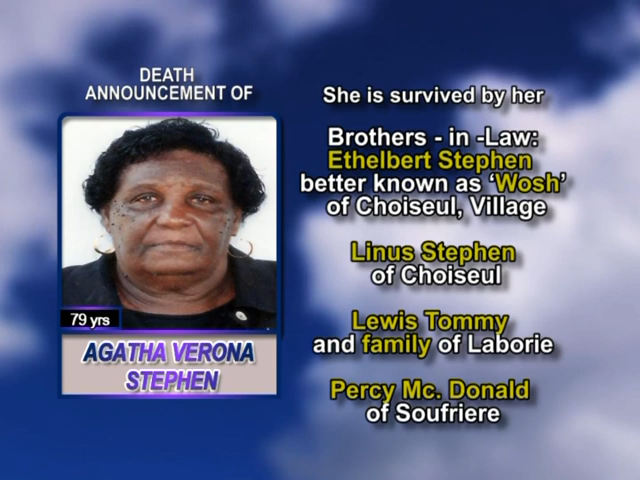 DEATH
ANNOUNCEMENT OF
79 yrs
AGATHA VERONA
STEPHEN
She is survived by her
Brothers - in -Law:
Ethelbert Stephen
better known as ‘Wosh’
of Choiseul, Village
Linus Stephen
of Choiseul
Lewis Tommy
and family of Laborie
Percy Mc. Donald
of Soufriere